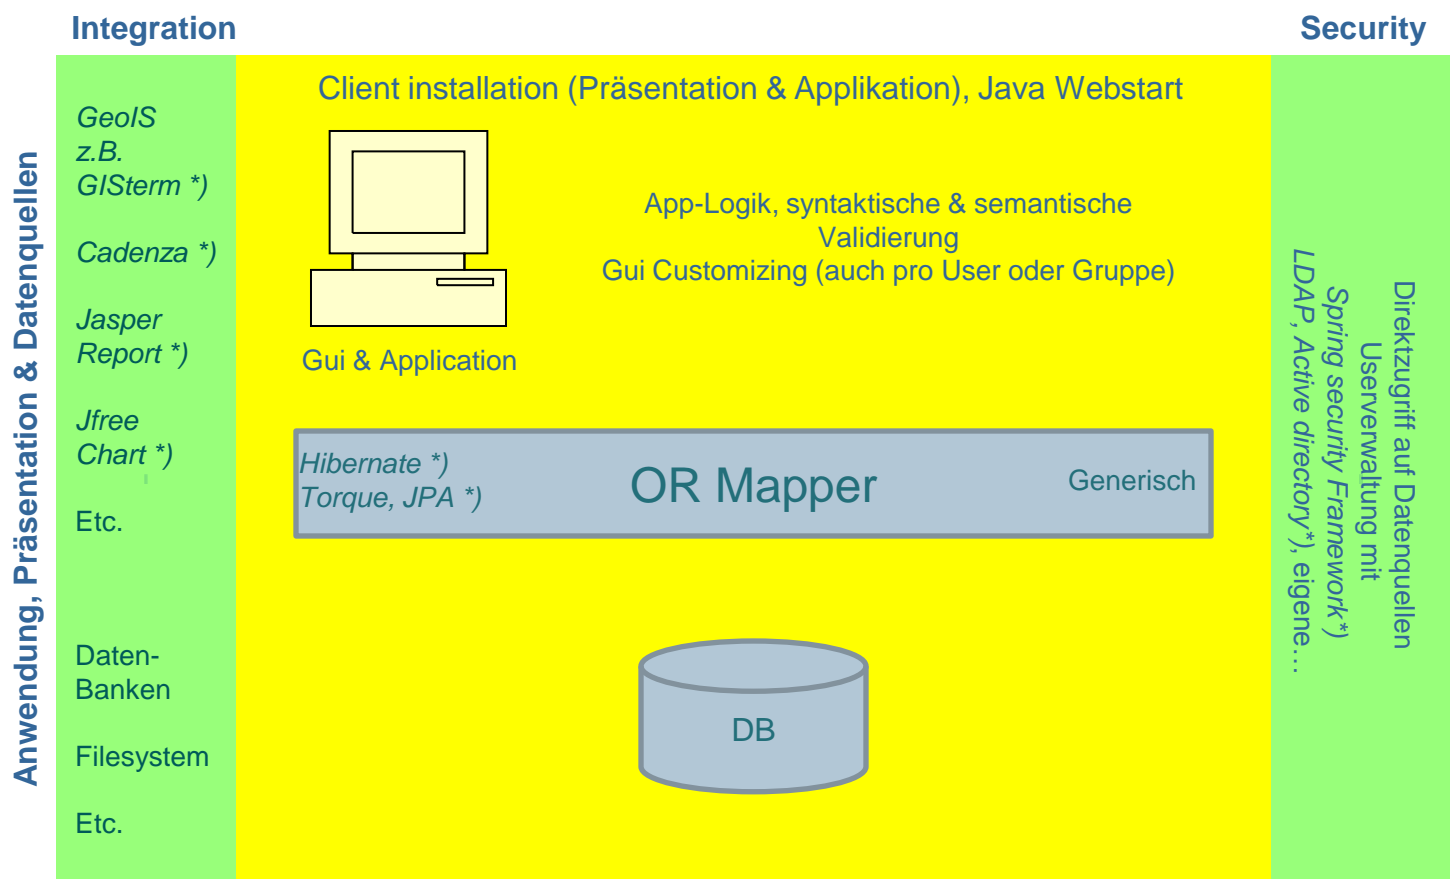 Integration
Security
Anwendung, Präsentation & Datenquellen
GeoIS
z.B.
GISterm *)
Cadenza *)
Jasper
Report *)
Jfree
Chart *)
Etc.
Daten-
Banken
Filesystem
Etc.
Client installation (Präsentation & Applikation), Java Webstart
App-Logik, syntaktische & semantische
Validierung
Gui Customizing (auch pro User oder Gruppe)
Gui & Application
Hibernate *)
Torque, JPA *)
OR Mapper
Generisch
DB
Direktzugriff auf Datenquellen
Userverwaltung mit
Spring security Framework*)
LDAP, Active directory*), eigene…